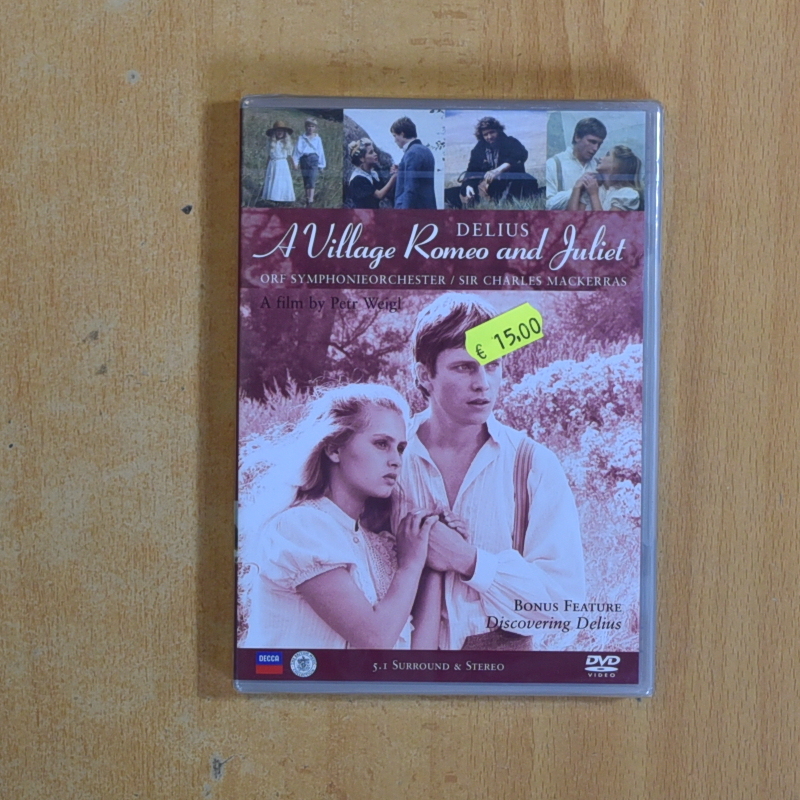 DELIUS
A Village Romeo and Juliet
ORF SYMPHONIEORCHESTER / SIR CHARLES MACKERRAS
A film by Petr Weigl
€ 15,00
BONUS FEATURE
Discovering Delius
DECCA
5.1 SURROUND & STEREO
DVD
VIDEO